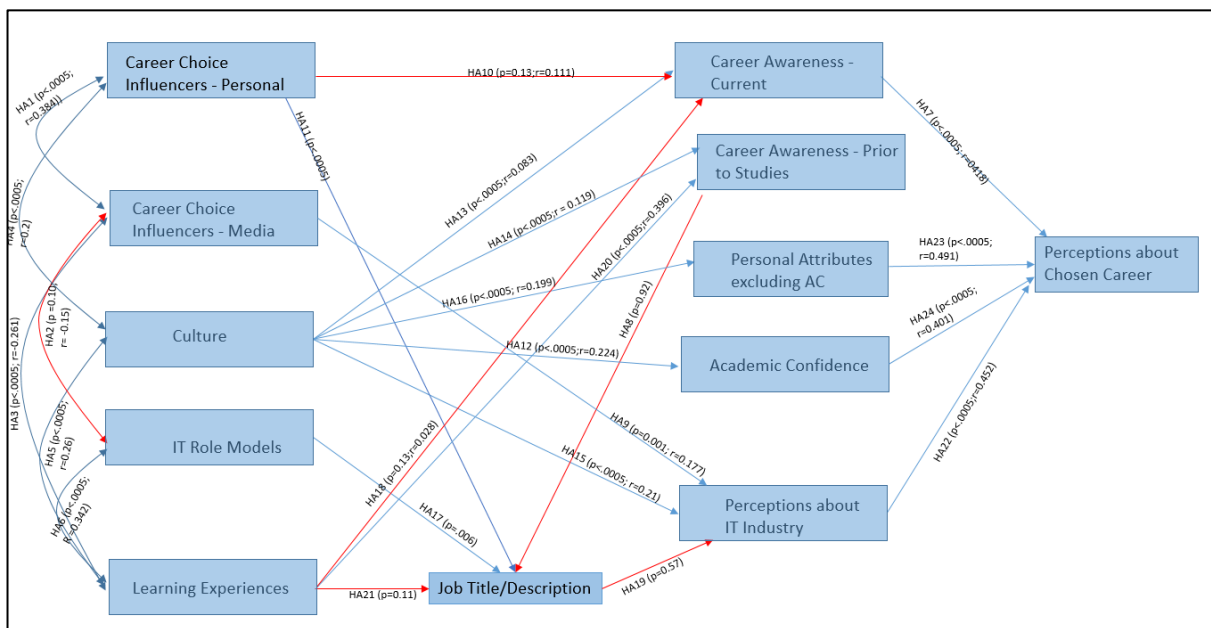 Career Choice
Influencers - Personal
Career Choice
Influencers - Media
Culture
IT Role Models
Learning Experiences
Job Title/Description
Career Awareness -
Current
Career Awareness - Prior
to Studies
Personal Attributes
excluding AC
Academic Confidence
Perceptions about
IT Industry
Perceptions about
Chosen Career
HA1 (p<.0005;
r=0.384))
HA4 (p<.0005;
r=0.2)
HA2 (p =0.10,
r= -0.15)
HA3 (p<.0005, r=-0.261)
HA5 (p<.0005;
r=0.26)
HA6 (p<.0005;
R=0.342)
HA10 (p=0.13;r=0.111)
HA11 (p<.0005)
HA13 (p<.0005;r=0.083)
HA14 (p<.0005;r = 0.119)
HA20 (p<.0005;r=0.396)
HA16 (p<.0005; r=0.199)
HA12 (p<.0005;r=0.224)
HA8 (p=0.92)
HA9 (p=0.001; r=0.177)
HA15 (p<.0005; r=0.21)
HA18 (p=0.13;r=0.028)
HA17 (p=.006)
HA21 (p=0.11)
HA19 (p=0.57)
HA7 (p<.0005; r=0418)
HA23 (p<.0005;
r=0.491)
HA24 (p<.0005;
r=0.401)
HA22 (p<.0005;r=0.452)